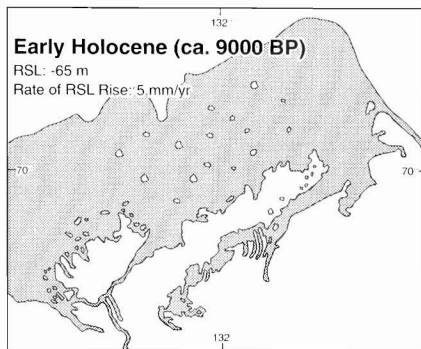 132
Early Holocene (ca. 9000 BP)
RSL: -65 m
Rate of RSL Rise: 5 mm/yr
70
70
132